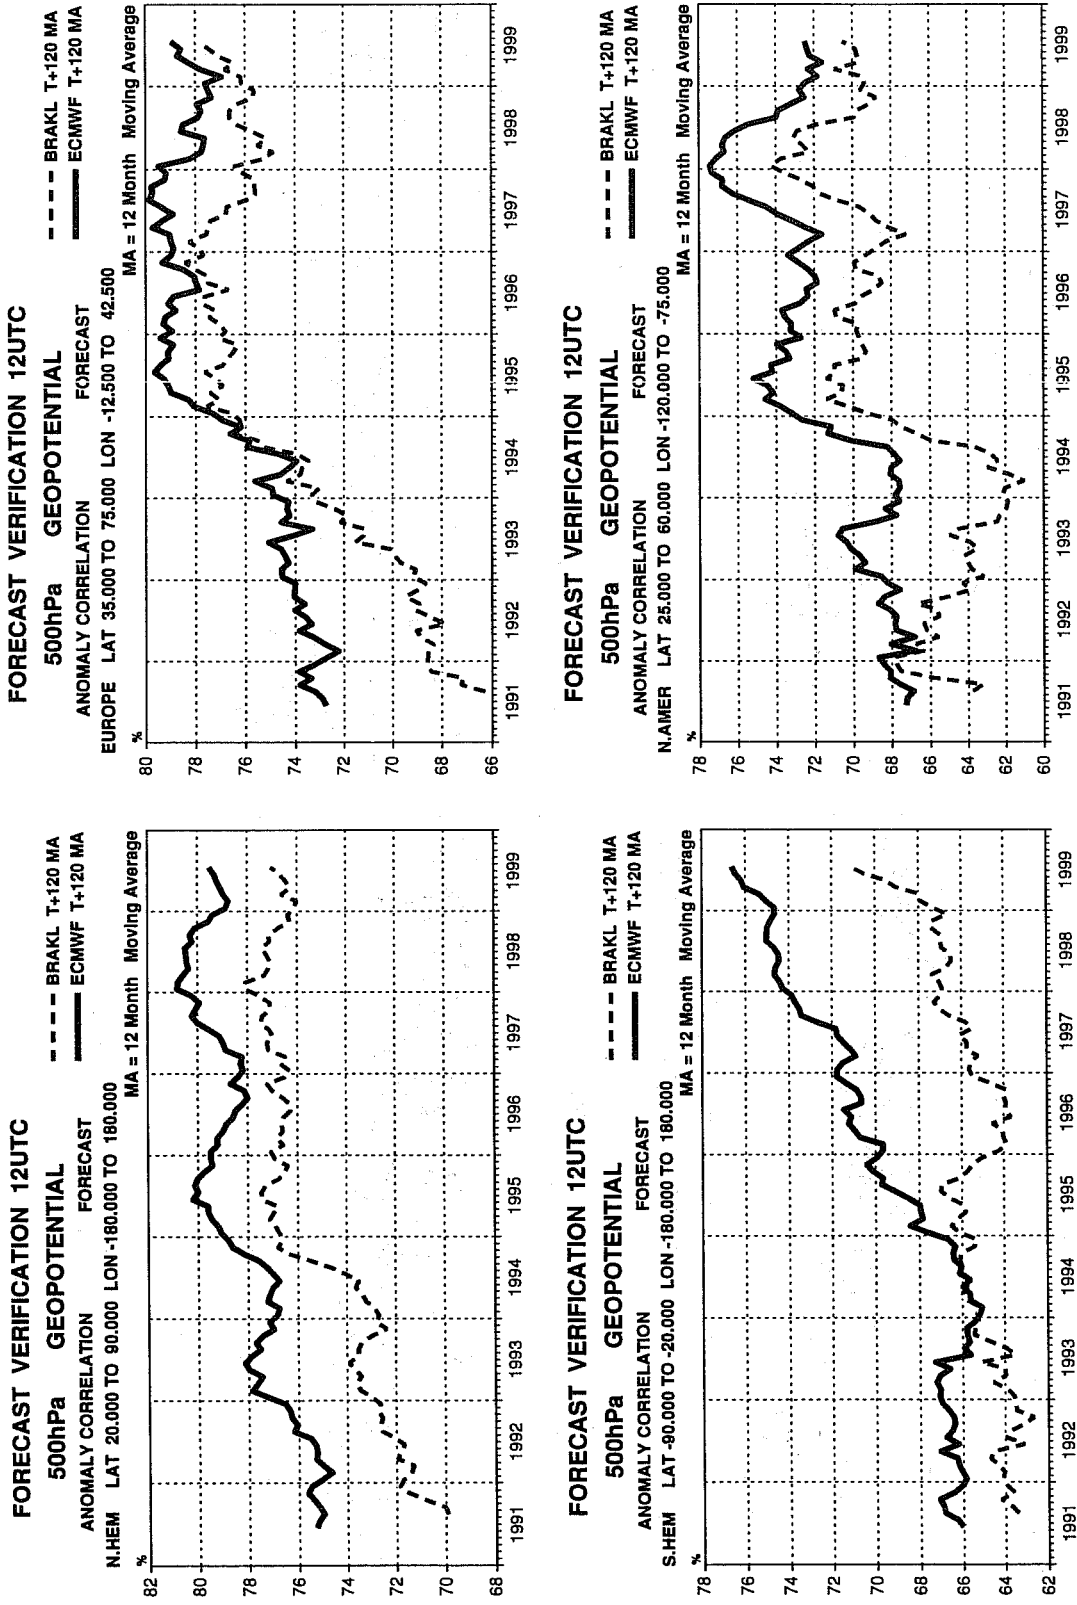 FORECAST VERIFICATION 12UTC
500hPa GEOPOTENTIAL
ANOMALY CORRELATION FORECAST
N.HEM LAT 20.000 TO 90.000 LON -180.000 TO 180.000
BRAKL T+120 MA
ECMWF T+120 MA
MA = 12 Month Moving Average
%
82
80
78
76
74
72
70
68
1991 1992 1993 1994 1995 1996 1997 1998 1999
FORECAST VERIFICATION 12UTC
500hPa GEOPOTENTIAL
ANOMALY CORRELATION FORECAST
EUROPE LAT 35.000 TO 75.000 LON -12.500 TO 42.500
BRAKL T+120 MA
ECMWF T+120 MA
MA = 12 Month Moving Average
%
80
78
76
74
72
70
68
66
1991 1992 1993 1994 1995 1996 1997 1998 1999
FORECAST VERIFICATION 12UTC
500hPa GEOPOTENTIAL
ANOMALY CORRELATION FORECAST
S.HEM LAT -90.000 TO -20.000 LON -180.000 TO 180.000
BRAKL T+120 MA
ECMWF T+120 MA
MA = 12 Month Moving Average
%
78
76
74
72
70
68
66
64
62
1991 1992 1993 1994 1995 1996 1997 1998 1999
FORECAST VERIFICATION 12UTC
500hPa GEOPOTENTIAL
ANOMALY CORRELATION FORECAST
N.AMER LAT 25.000 TO 60.000 LON -120.000 TO -75.000
BRAKL T+120 MA
ECMWF T+120 MA
MA = 12 Month Moving Average
%
78
76
74
72
70
68
66
64
62
60
1991 1992 1993 1994 1995 1996 1997 1998 1999